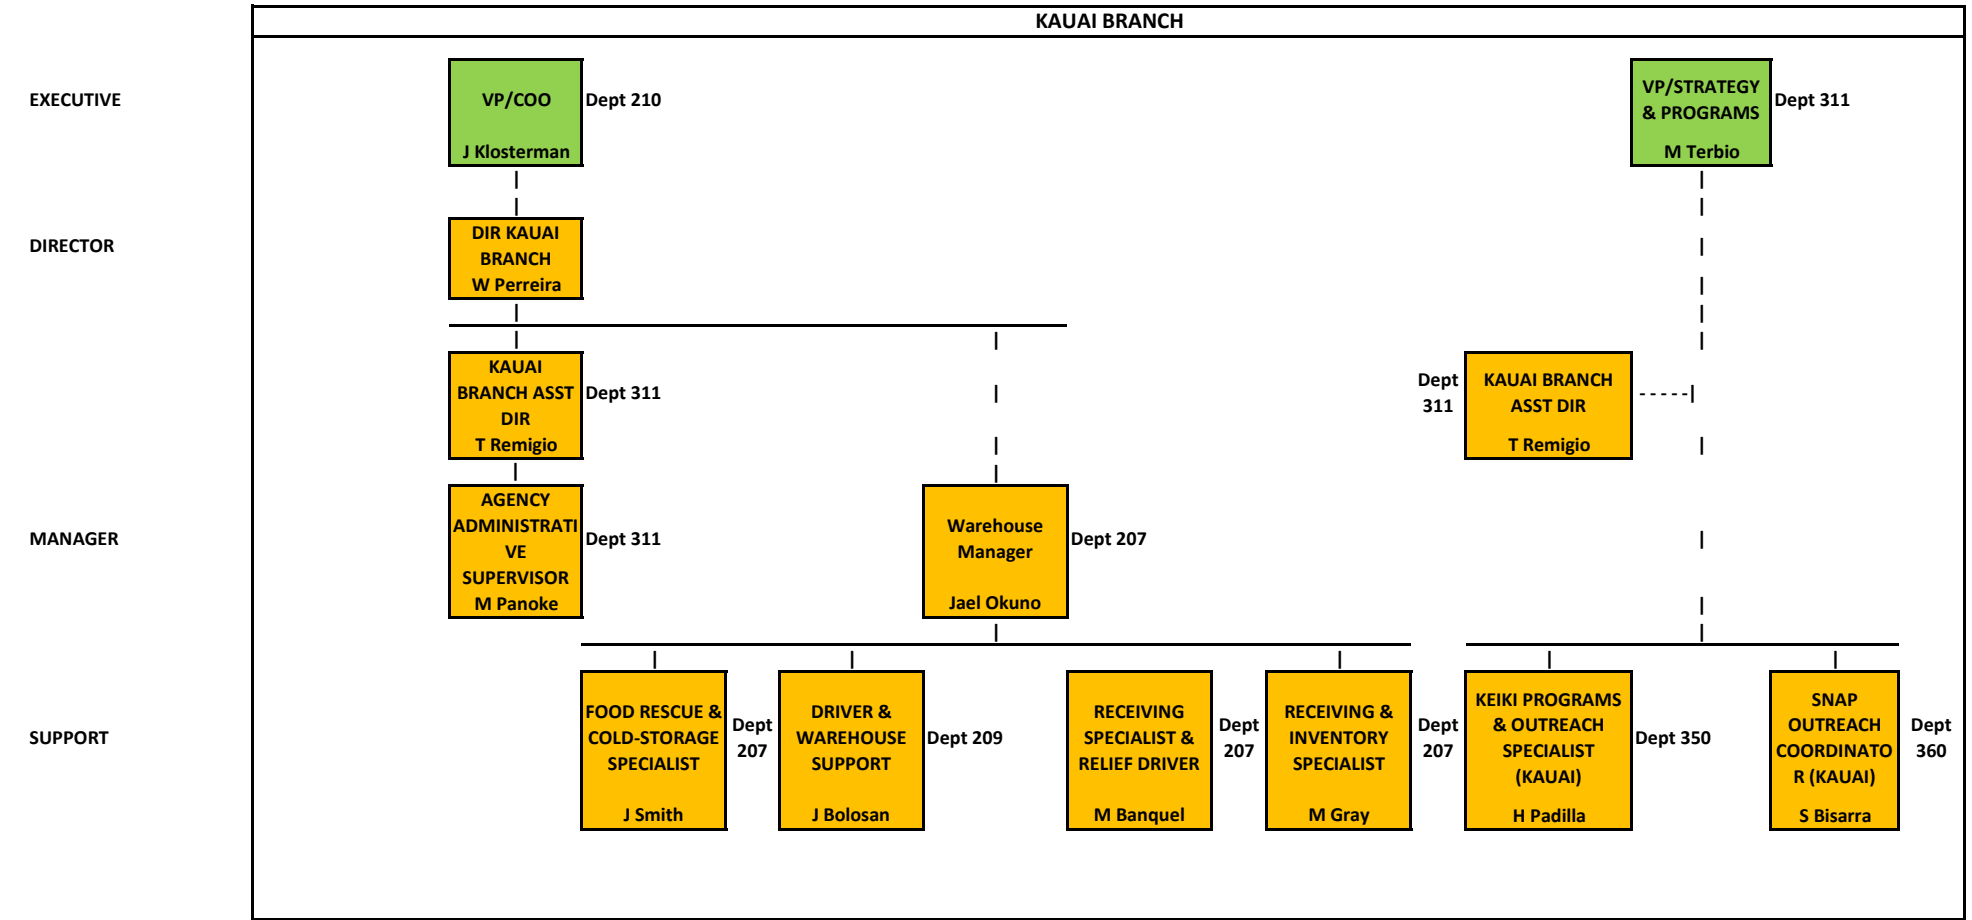 KAUAI BRANCH
EXECUTIVE
VP/COO
J Klosterman
Dept 210
VP/STRATEGY
& PROGRAMS
M Terbio
Dept 311
DIRECTOR
DIR KAUAI
BRANCH
W Perreira
KAUAI
BRANCH ASST
DIR
T Remigio
Dept 311
Dept
311
KAUAI BRANCH
ASST DIR
T Remigio
MANAGER
AGENCY
ADMINISTRATI
VE
SUPERVISOR
M Panoke
Dept 311
Warehouse
Manager
Jael Okuno
Dept 207
SUPPORT
FOOD RESCUE &
COLD-STORAGE
SPECIALIST
J Smith
Dept
207
DRIVER &
WAREHOUSE
SUPPORT
J Bolosan
Dept 209
RECEIVING
SPECIALIST &
RELIEF DRIVER
M Banquel
Dept
207
RECEIVING &
INVENTORY
SPECIALIST
M Gray
Dept
207
KEIKI PROGRAMS
& OUTREACH
SPECIALIST
(KAUAI)
H Padilla
Dept 350
SNAP
OUTREACH
COORDINATO
R (KAUAI)
S Bisarra
Dept
360